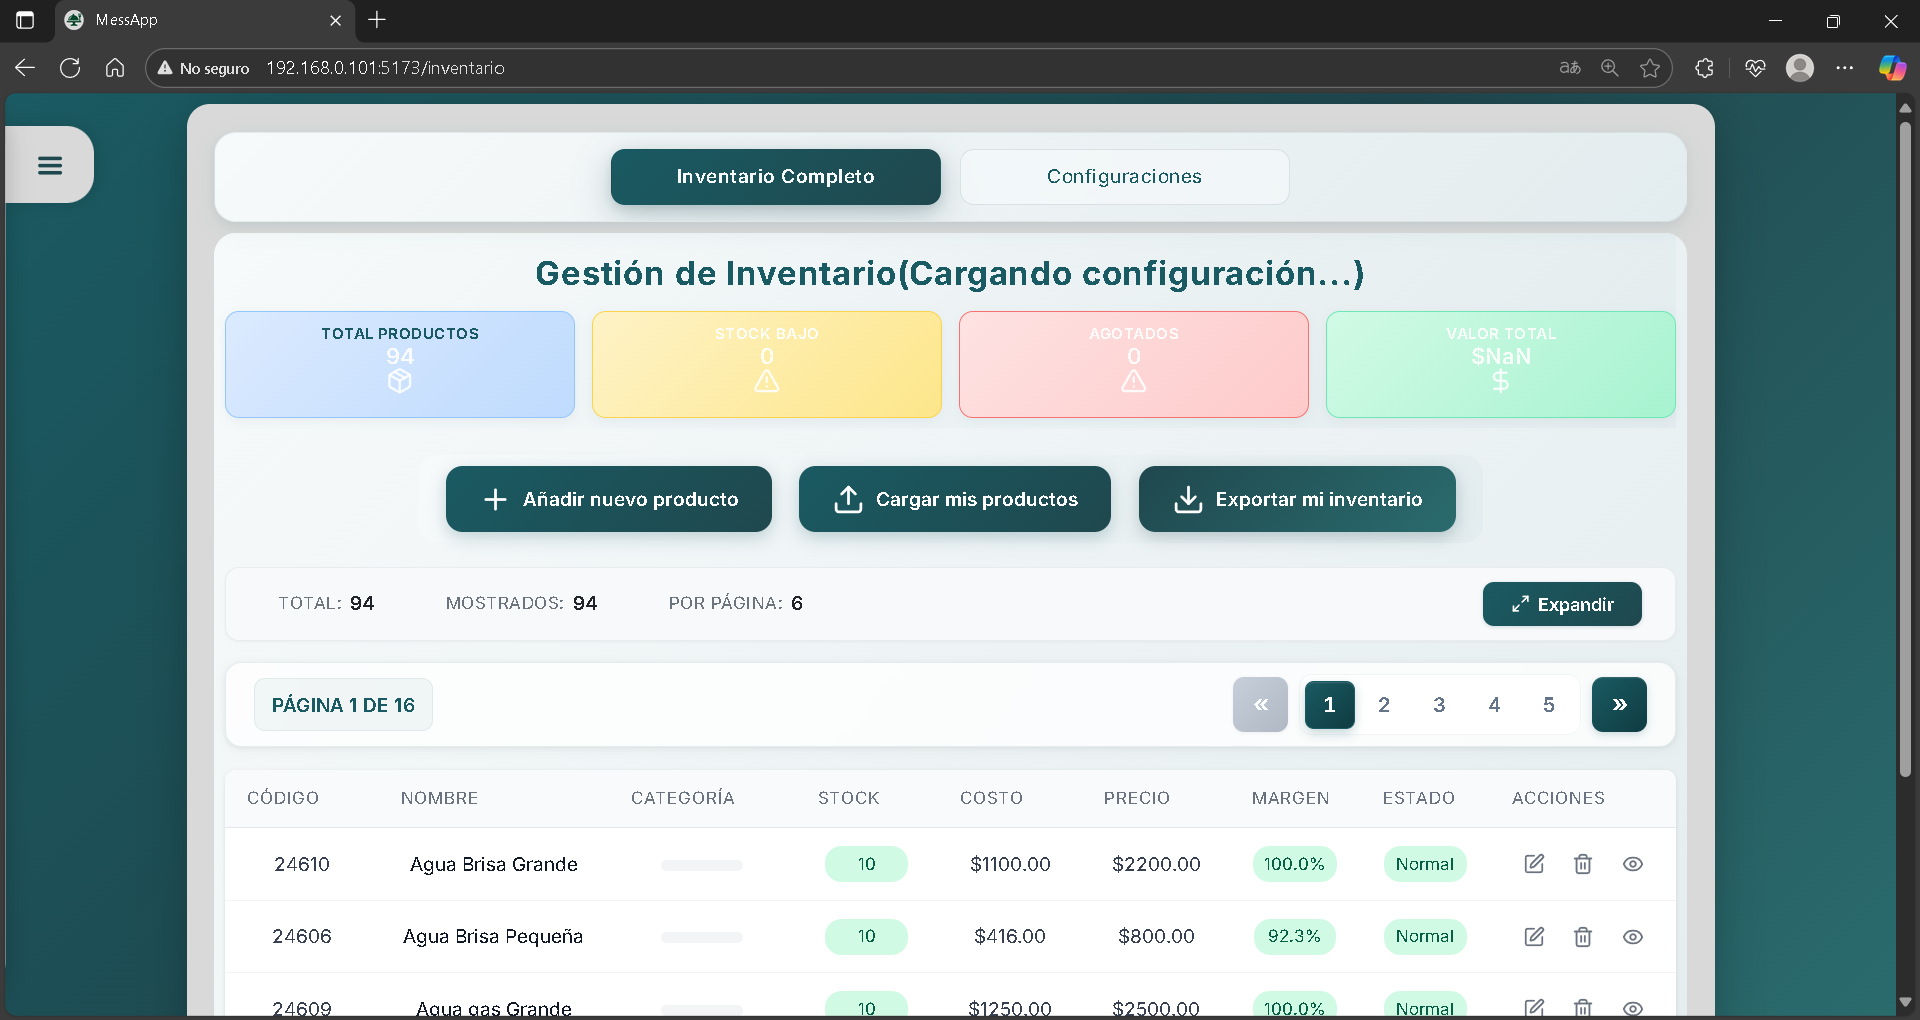 MessApp
No seguro 192.168.0.101:5173/inventario
Inventario Completo Configuraciones
Gestión de Inventario(Cargando configuración...)
TOTAL PRODUCTOS
94
STOCK BAJO
0
AGOTADOS
0
VALOR TOTAL
$NaN
Añadir nuevo producto Cargar mis productos Exportar mi inventario
TOTAL: 94 MOSTRADOS: 94 POR PÁGINA: 6 Expandir
PÁGINA 1 DE 16 « 1 2 3 4 5 »
CÓDIGO NOMBRE CATEGORÍA STOCK COSTO PRECIO MARGEN ESTADO ACCIONES
24610 Agua Brisa Grande 10 $1100.00 $2200.00 100.0% Normal
24606 Agua Brisa Pequeña 10 $416.00 $800.00 92.3% Normal
24609 Agua gas Grande 10 $1250.00 $2500.00 100.0% Normal